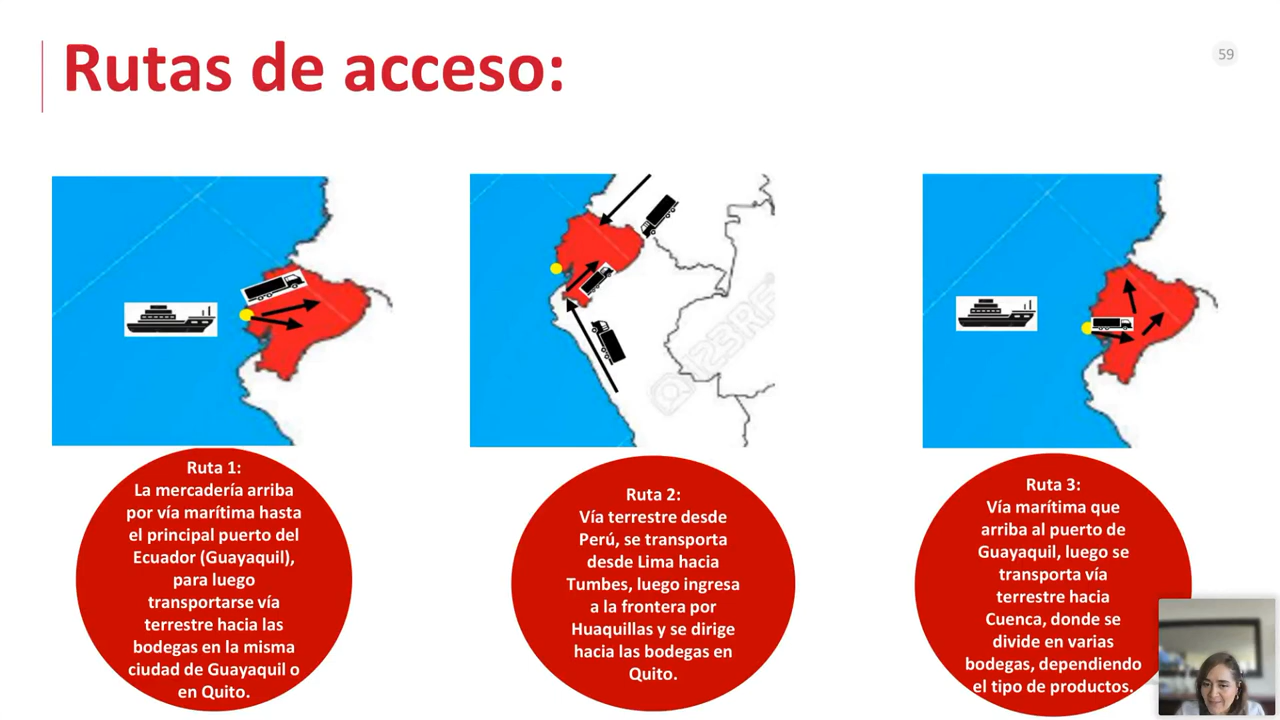 Rutas de acceso:
59
Ruta 1:
La mercadería arriba
por vía marítima hasta
el principal puerto del
Ecuador (Guayaquil),
para luego
transportarse vía
terrestre hacia las
bodegas en la misma
ciudad de Guayaquil o
en Quito.
123RF
Ruta 2:
Vía terrestre desde
Perú, se transporta
desde Lima hacia
Tumbes, luego ingresa
a la frontera por
Huaquillas y se dirige
hacia las bodegas en
Quito.
Ruta 3:
Vía marítima que
arriba al puerto de
Guayaquil, luego se
transporta vía
terrestre hacia
Cuenca, donde se
divide en varias
bodegas, dependiendo
el tipo de productos.